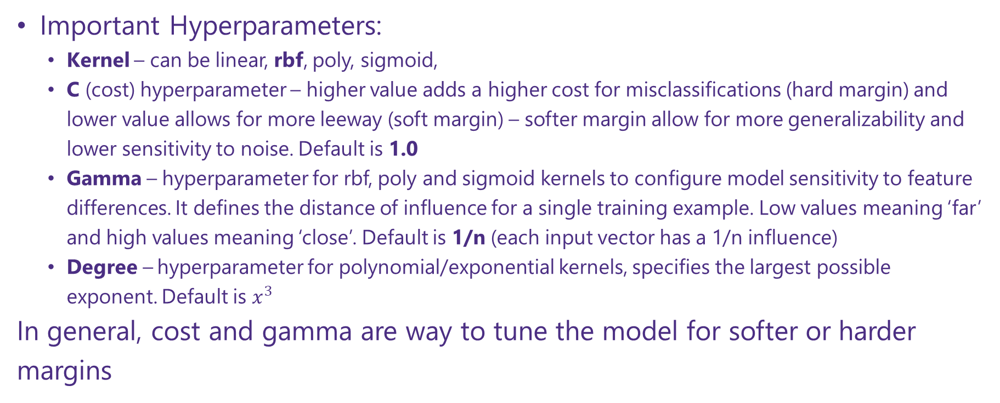 • Important Hyperparameters:
• Kernel – can be linear, rbf, poly, sigmoid,
• C (cost) hyperparameter – higher value adds a higher cost for misclassifications (hard margin) and
lower value allows for more leeway (soft margin) – softer margin allow for more generalizability and
lower sensitivity to noise. Default is 1.0
• Gamma – hyperparameter for rbf, poly and sigmoid kernels to configure model sensitivity to feature
differences. It defines the distance of influence for a single training example. Low values meaning ‘far’
and high values meaning ‘close’. Default is 1/n (each input vector has a 1/n influence)
• Degree – hyperparameter for polynomial/exponential kernels, specifies the largest possible
exponent. Default is x³
In general, cost and gamma are way to tune the model for softer or harder
margins